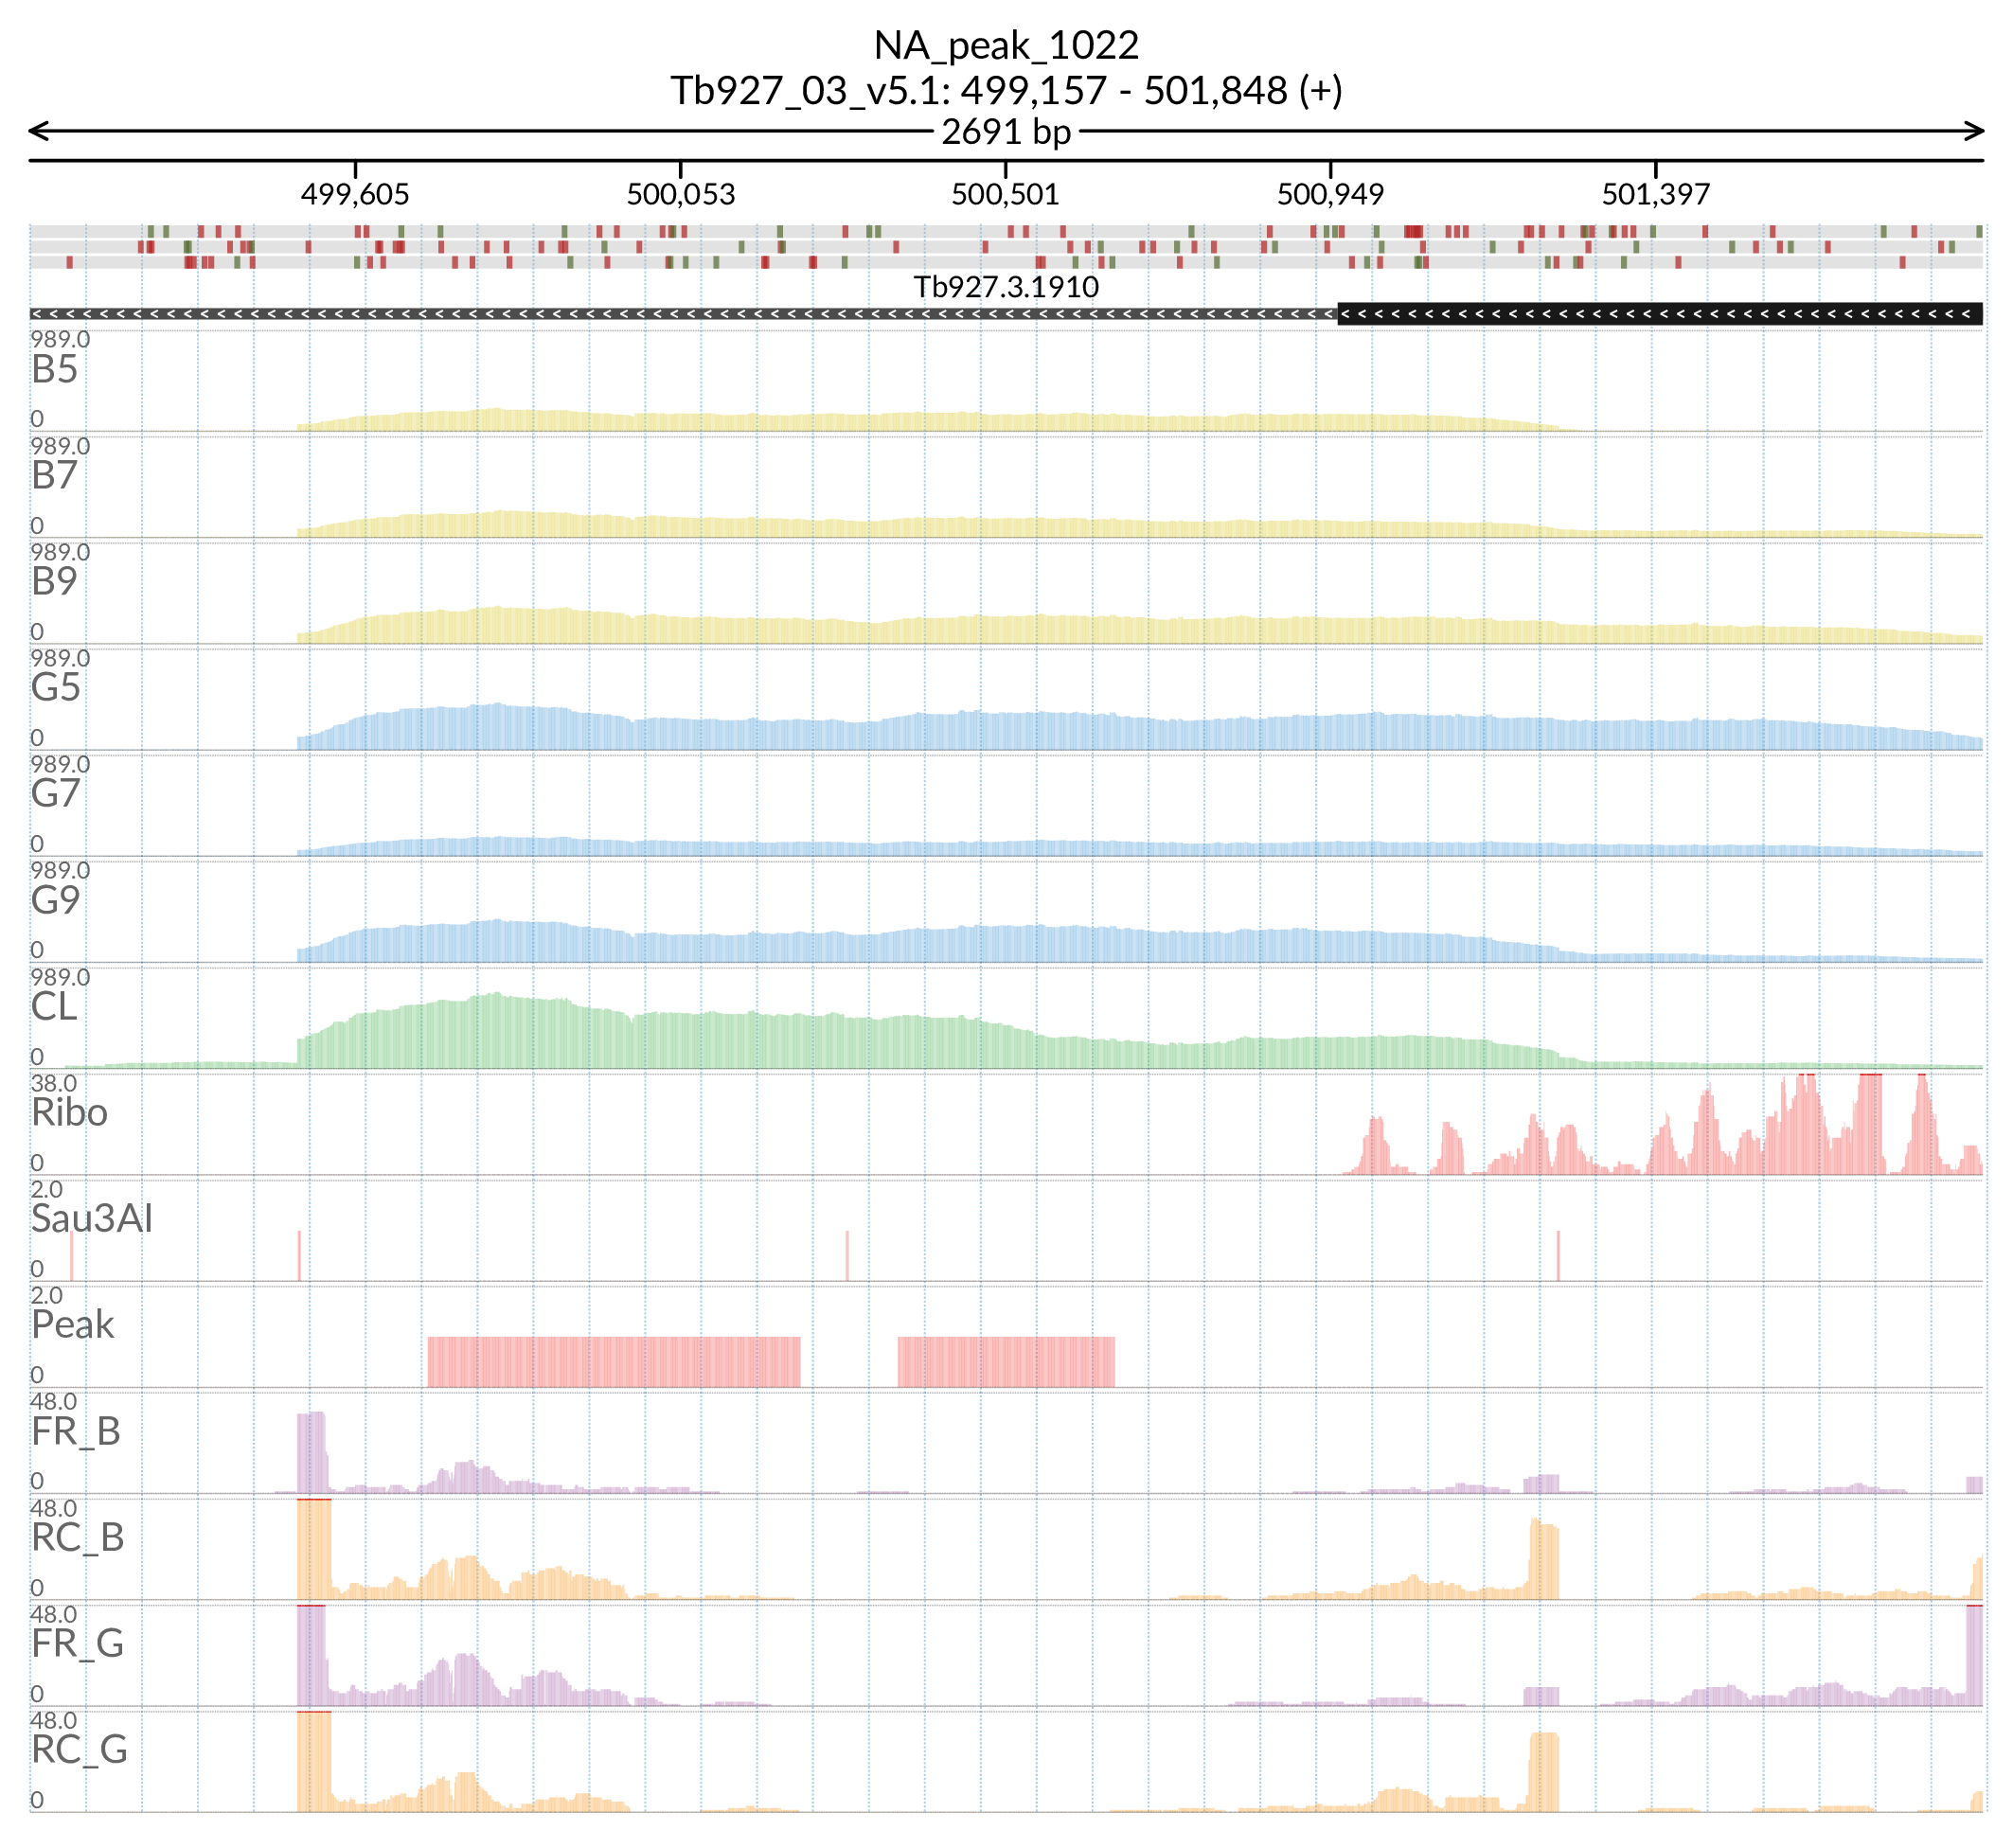 NA_peak_1022
Tb927_03_v5.1: 499,157 - 501,848 (+)
2691 bp
499,605 500,053 500,501 500,949 501,397
Tb927.3.1910
989.0
B5
0
989.0
B7
0
989.0
B9
0
989.0
G5
0
989.0
G7
0
989.0
G9
0
989.0
CL
0
38.0
Ribo
0
2.0
Sau3AI
0
2.0
Peak
0
48.0
FR_B
0
48.0
RC_B
0
48.0
FR_G
0
48.0
RC_G
0